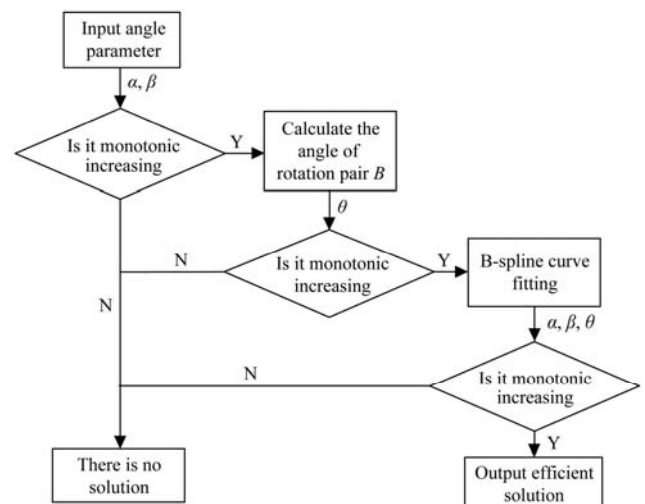 Input angle
parameter
α, β
Is it monotonic
increasing
Y
Calculate the
angle of
rotation pair B
θ
N
Is it monotonic
increasing
Y
B-spline curve
fitting
N
α, β, θ
N
Is it monotonic
increasing
Y
There is no
solution
Output efficient
solution